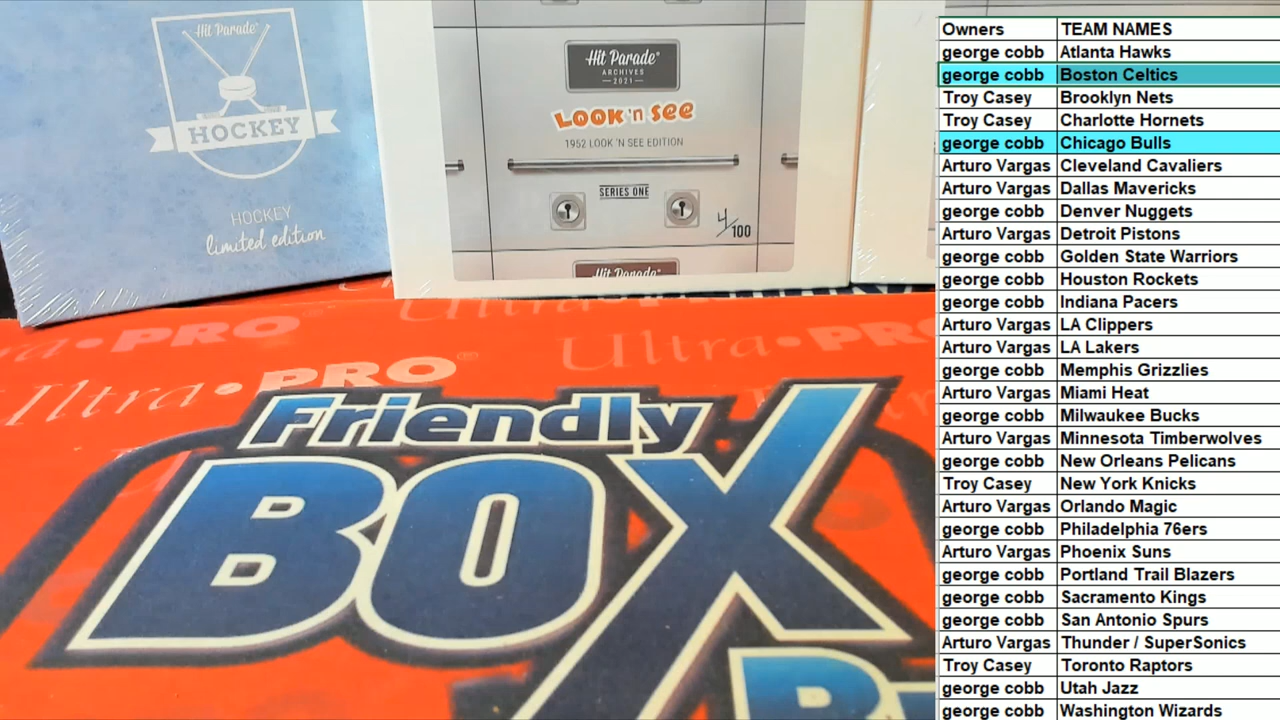 Hit Parade®
HOCKEY
HOCKEY
limited edition
Hit Parade®
ARCHIVES
2021
LOOK 'n SEE
1952 LOOK 'N SEE EDITION
SERIES ONE
4/100
Hit Parade®
Ultra
Ultra•PRO
Ultra•PRO®
Friendly
BOX
Owners TEAM NAMES
george cobb Atlanta Hawks
george cobb Boston Celtics
Troy Casey Brooklyn Nets
Troy Casey Charlotte Hornets
george cobb Chicago Bulls
Arturo Vargas Cleveland Cavaliers
Arturo Vargas Dallas Mavericks
george cobb Denver Nuggets
Arturo Vargas Detroit Pistons
george cobb Golden State Warriors
george cobb Houston Rockets
george cobb Indiana Pacers
Arturo Vargas LA Clippers
Arturo Vargas LA Lakers
george cobb Memphis Grizzlies
Arturo Vargas Miami Heat
george cobb Milwaukee Bucks
Arturo Vargas Minnesota Timberwolves
george cobb New Orleans Pelicans
Troy Casey New York Knicks
Arturo Vargas Orlando Magic
george cobb Philadelphia 76ers
Arturo Vargas Phoenix Suns
george cobb Portland Trail Blazers
george cobb Sacramento Kings
george cobb San Antonio Spurs
Arturo Vargas Thunder / SuperSonics
Troy Casey Toronto Raptors
george cobb Utah Jazz
george cobb Washington Wizards